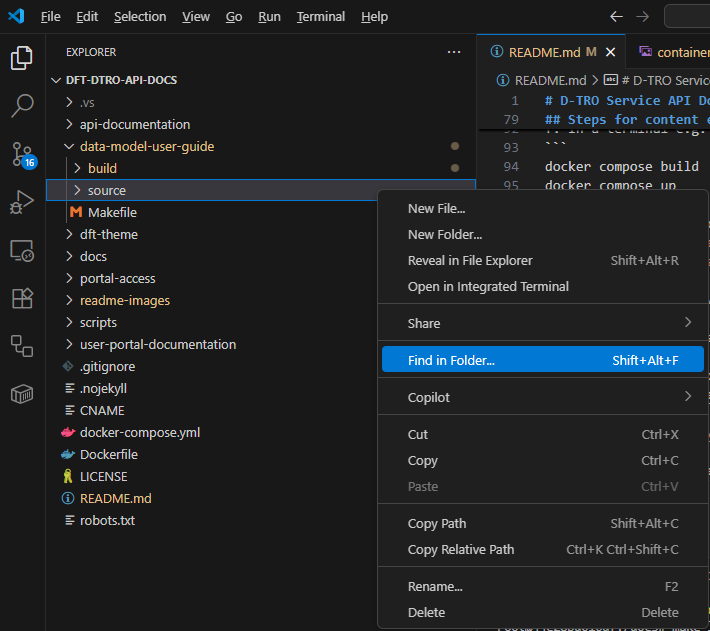 File Edit Selection View Go Run Terminal Help
EXPLORER
README.md M
container
DFT-DTRO-API-DOCS
README.md > # D-TRO Servic
.vs
1 # D-TRO Service API Do
api-documentation
79 ## Steps for content e
data-model-user-guide
93 ```
build
94 docker compose build
source
95 docker compose up
Makefile
dft-theme
docs
portal-access
readme-images
scripts
user-portal-documentation
.gitignore
.nojekyll
CNAME
docker-compose.yml
Dockerfile
LICENSE
README.md
robots.txt
16
New File...
New Folder...
Reveal in File Explorer Shift+Alt+R
Open in Integrated Terminal
Share
Find in Folder... Shift+Alt+F
Copilot
Cut Ctrl+X
Copy Ctrl+C
Paste Ctrl+V
Copy Path Shift+Alt+C
Copy Relative Path Ctrl+K Ctrl+Shift+C
Rename... F2
Delete Delete